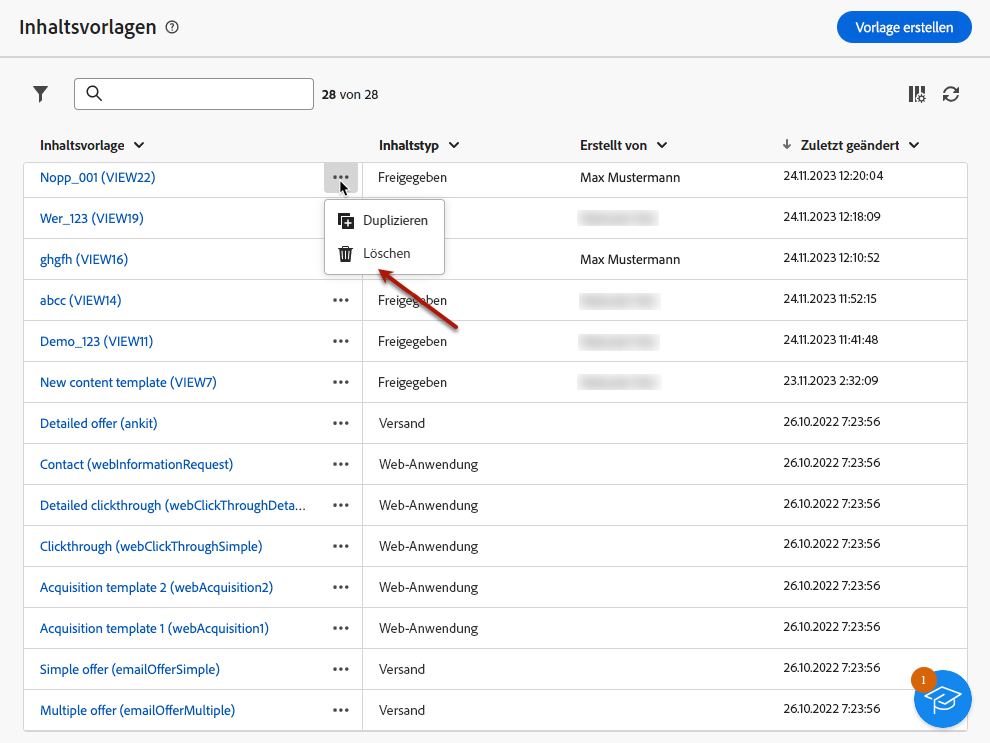 Inhaltsvorlagen
Vorlage erstellen
28 von 28
Inhaltsvorlage Inhaltstyp Erstellt von Zuletzt geändert
Nopp_001 (VIEW22) Freigegeben Max Mustermann 24.11.2023 12:20:04
Wer_123 (VIEW19) 24.11.2023 12:18:09
Duplizieren
ghgfh (VIEW16) Max Mustermann 24.11.2023 12:10:52
Löschen
abcc (VIEW14) Freigegeben 24.11.2023 11:52:15
Demo_123 (VIEW11) Freigegeben 24.11.2023 11:41:48
New content template (VIEW7) Freigegeben 23.11.2023 2:32:09
Detailed offer (ankit) Versand 26.10.2022 7:23:56
Contact (webInformationRequest) Web-Anwendung 26.10.2022 7:23:56
Detailed clickthrough (webClickThroughDeta... Web-Anwendung 26.10.2022 7:23:56
Clickthrough (webClickThroughSimple) Web-Anwendung 26.10.2022 7:23:56
Acquisition template 2 (webAcquisition2) Web-Anwendung 26.10.2022 7:23:56
Acquisition template 1 (webAcquisition1) Web-Anwendung 26.10.2022 7:23:56
Simple offer (emailOfferSimple) Versand 26.10.2022 7:23:56
1
Multiple offer (emailOfferMultiple) Versand 26.10.2022 7:23:56